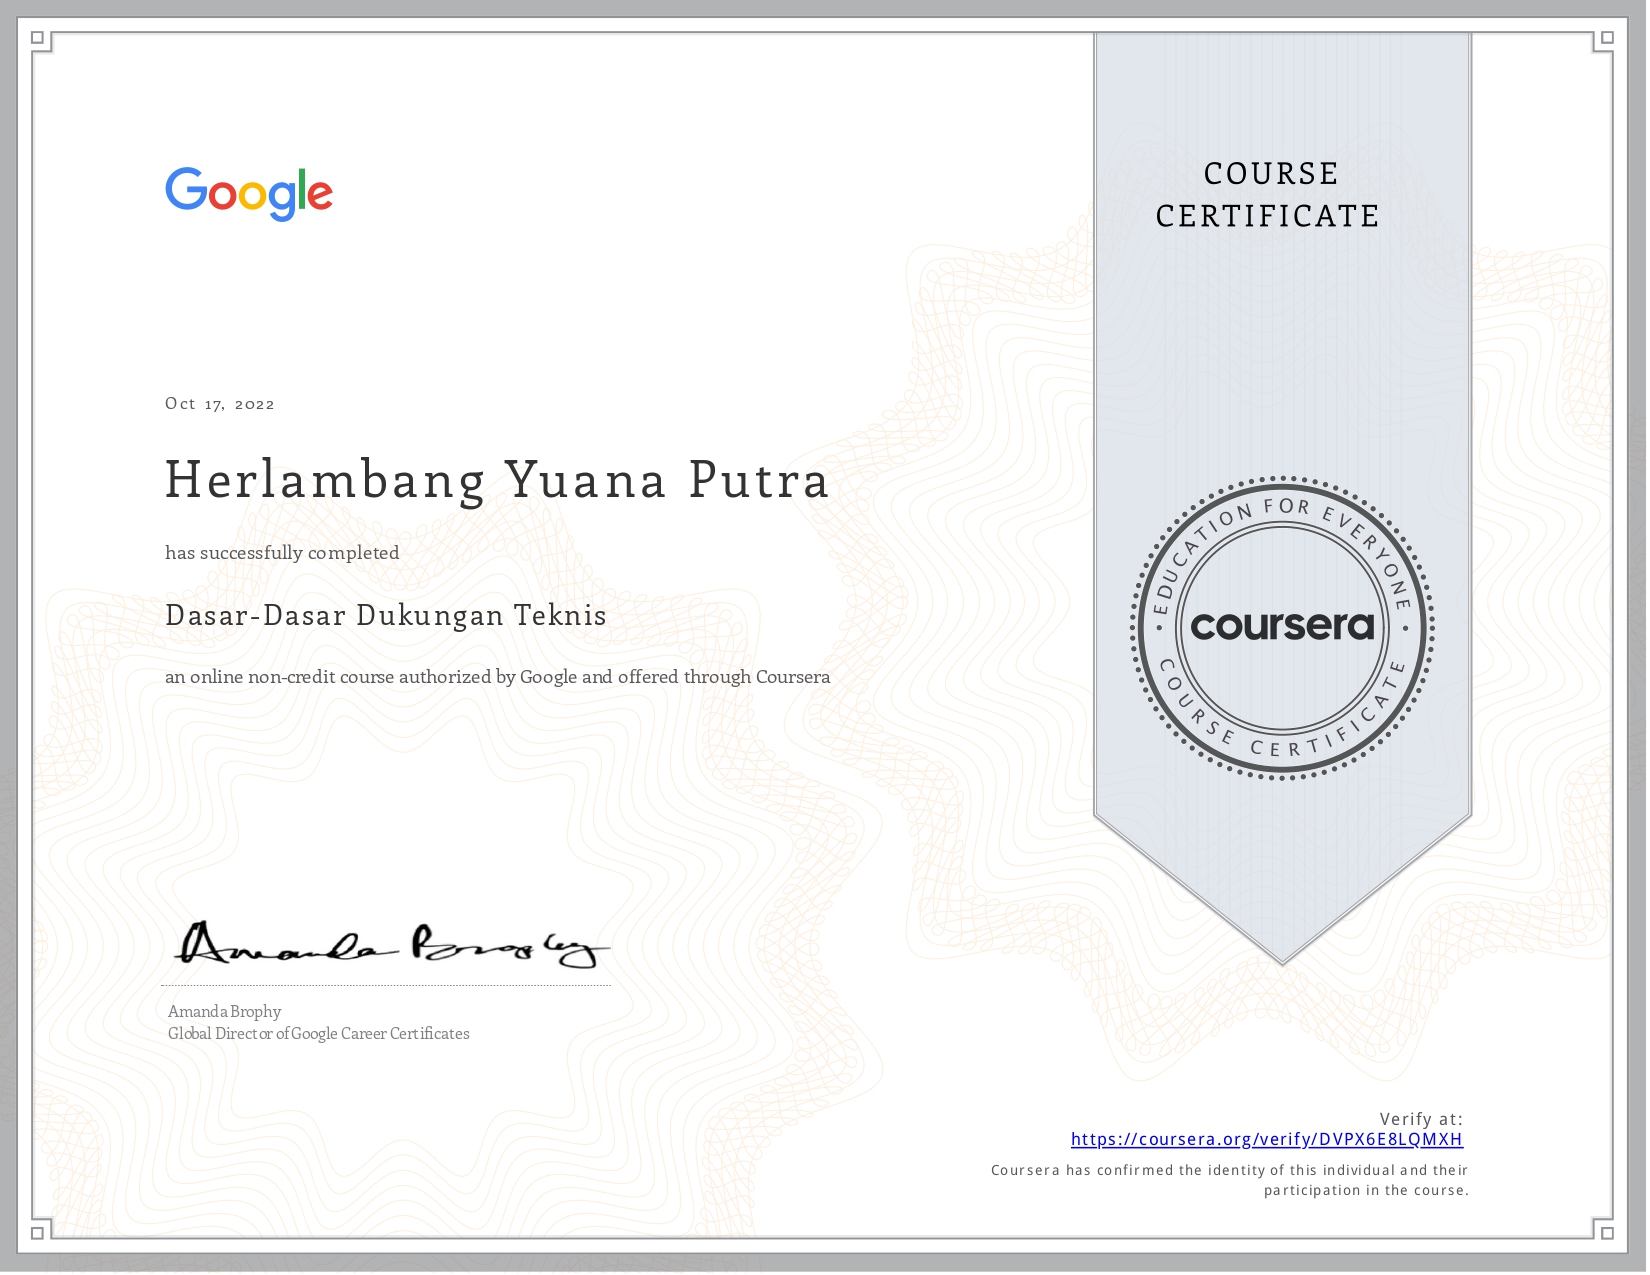 Google
COURSE
CERTIFICATE
Oct 17, 2022
Herlambang Yuana Putra
has successfully completed
Dasar-Dasar Dukungan Teknis
an online non-credit course authorized by Google and offered through Coursera
EDUCATION FOR EVERYONE
coursera
COURSE CERTIFICATE
Amanda Brophy
Amanda Brophy
Global Director of Google Career Certificates
Verify at:
https://coursera.org/verify/DVPX6E8LQMXH
Coursera has confirmed the identity of this individual and their
participation in the course.